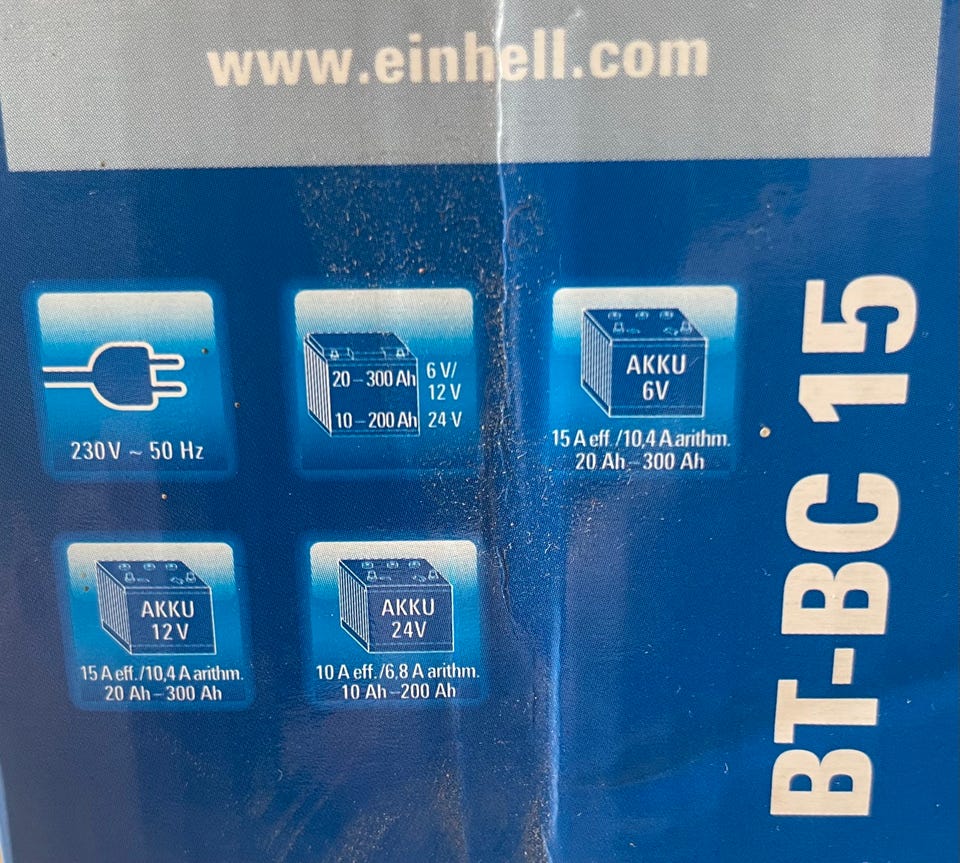 www.einhell.com
230V ~ 50 Hz
20 – 300 Ah
6 V/
12 V
10 – 200 Ah
24 V
AKKU
6V
15 A eff. /10,4 A arithm.
20 Ah – 300 Ah
AKKU
12V
15 A eff./10,4 A arithm.
20 Ah – 300 Ah
AKKU
24V
10 A eff./6,8 A arithm.
10 Ah –200 Ah
BT-BC 15